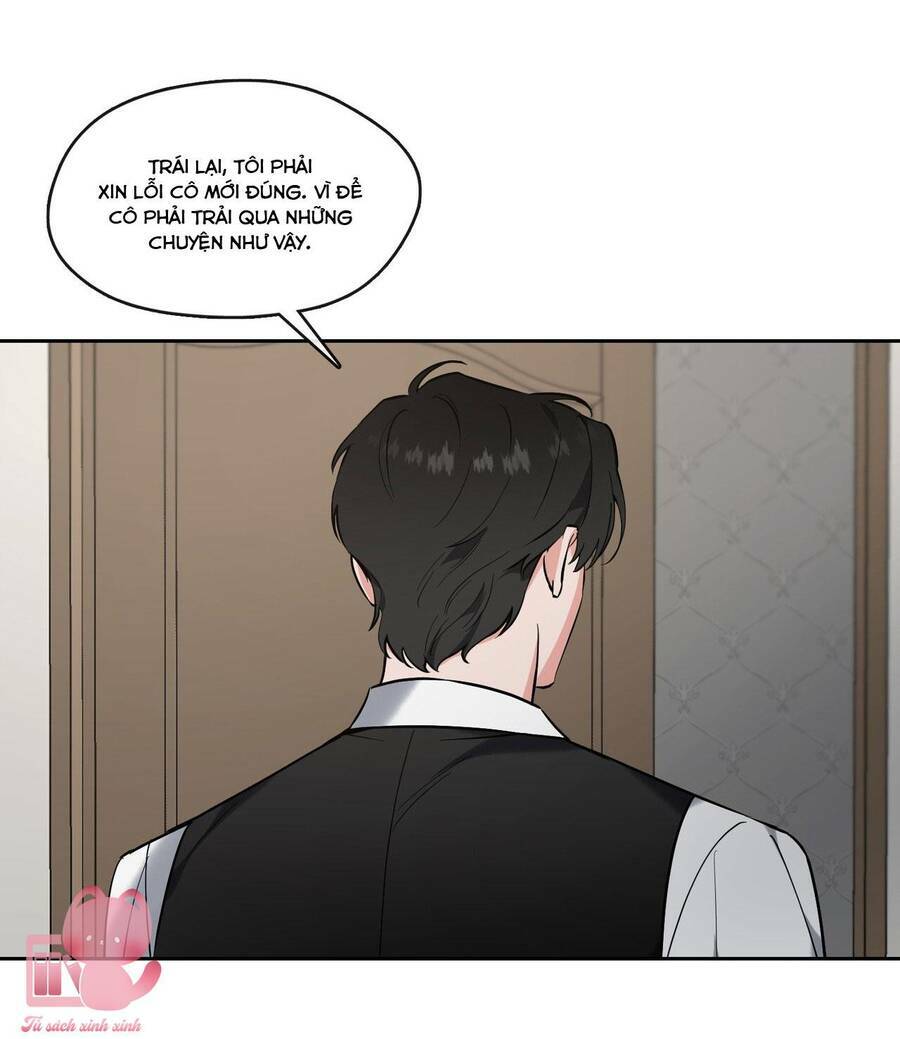 TRÁI LẠI, TÔI PHẢI
XIN LỖI CÔ MỚI ĐÚNG. VÌ ĐỂ
CÔ PHẢI TRẢI QUA NHỮNG
CHUYỆN NHƯ VẬY.
Tủ sách xinh xinh